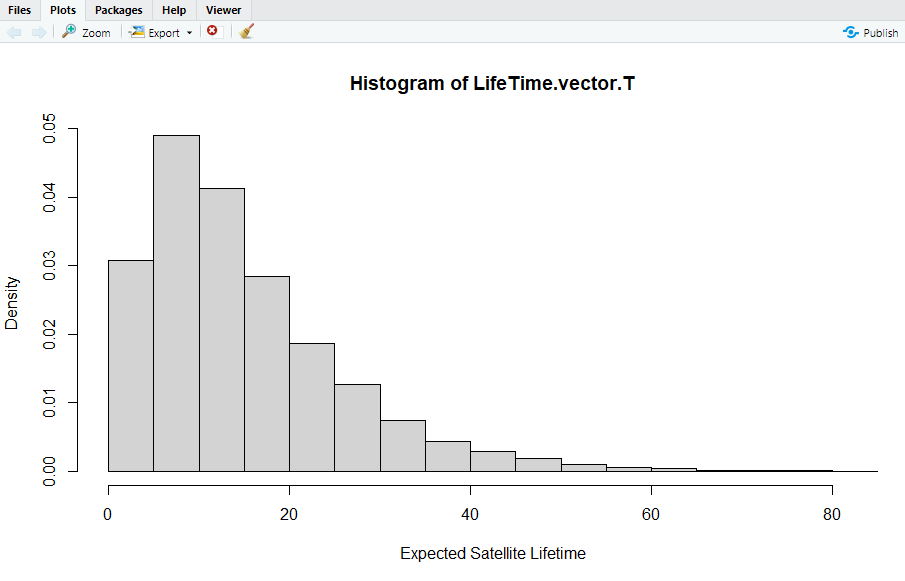 Files Plots Packages Help Viewer
Zoom Export Publish
Histogram of LifeTime.vector.T
0.05
0.04
0.03
0.02
0.01
0.00
Density
0 20 40 60 80
Expected Satellite Lifetime